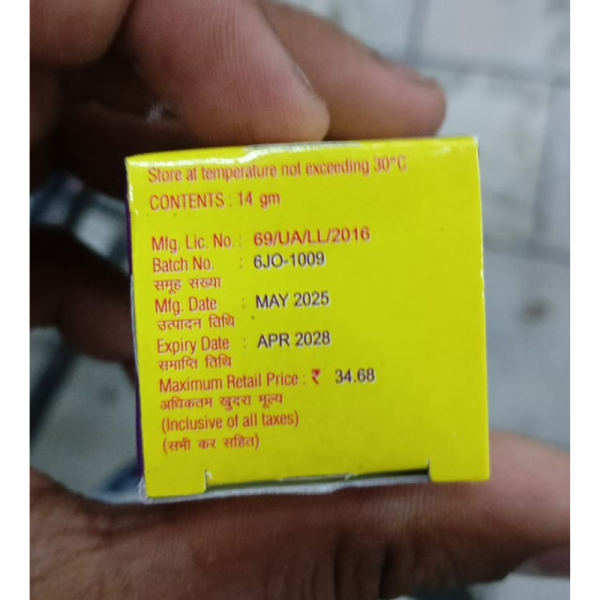 Store at temperature not exceeding 30°C
CONTENTS : 14 gm
Mfg. Lic. No. : 69/UA/LL/2016
Batch No. : 6JO-1009
समूह संख्या
Mfg. Date : MAY 2025
उत्पादन तिथि
Expiry Date : APR 2028
समाप्ति तिथि
Maximum Retail Price : ₹ 34.68
अधिकतम खुदरा मूल्य
(Inclusive of all taxes)
(सभी कर सहित)